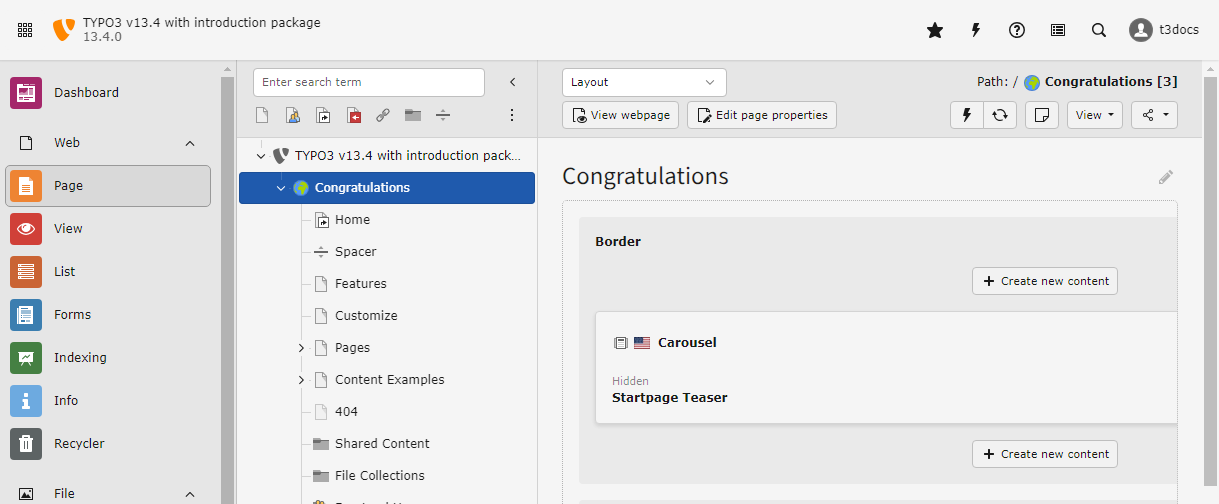 TYPO3 v13.4 with introduction package
13.4.0
t3docs
Dashboard
Web
Page
View
List
Forms
Indexing
Info
Recycler
File
Enter search term
TYPO3 v13.4 with introduction pack...
Congratulations
Home
Spacer
Features
Customize
Pages
Content Examples
404
Shared Content
File Collections
Layout
Path: / Congratulations [3]
View webpage
Edit page properties
View
Congratulations
Border
Create new content
Carousel
Hidden
Startpage Teaser
Create new content